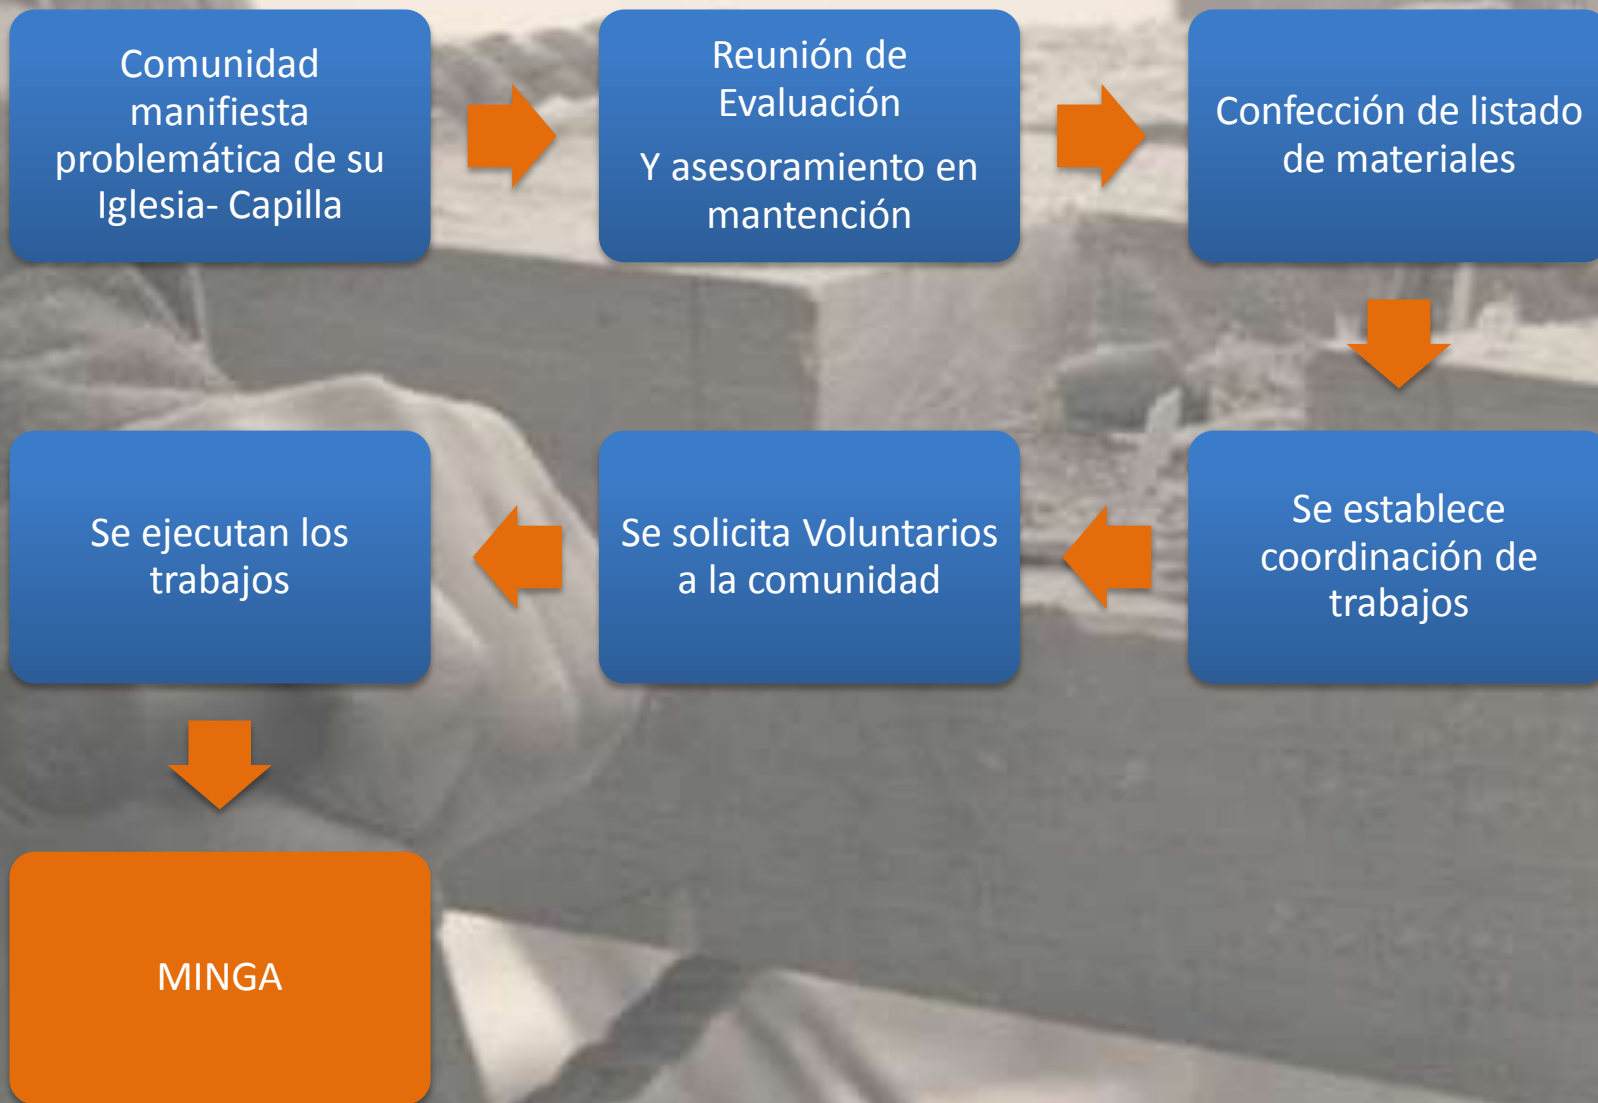 Comunidad
manifiesta
problemática de su
Iglesia- Capilla
Reunión de
Evaluación
Y asesoramiento en
mantención
Confección de listado
de materiales
Se establece
coordinación de
trabajos
Se solicita Voluntarios
a la comunidad
Se ejecutan los
trabajos
MINGA